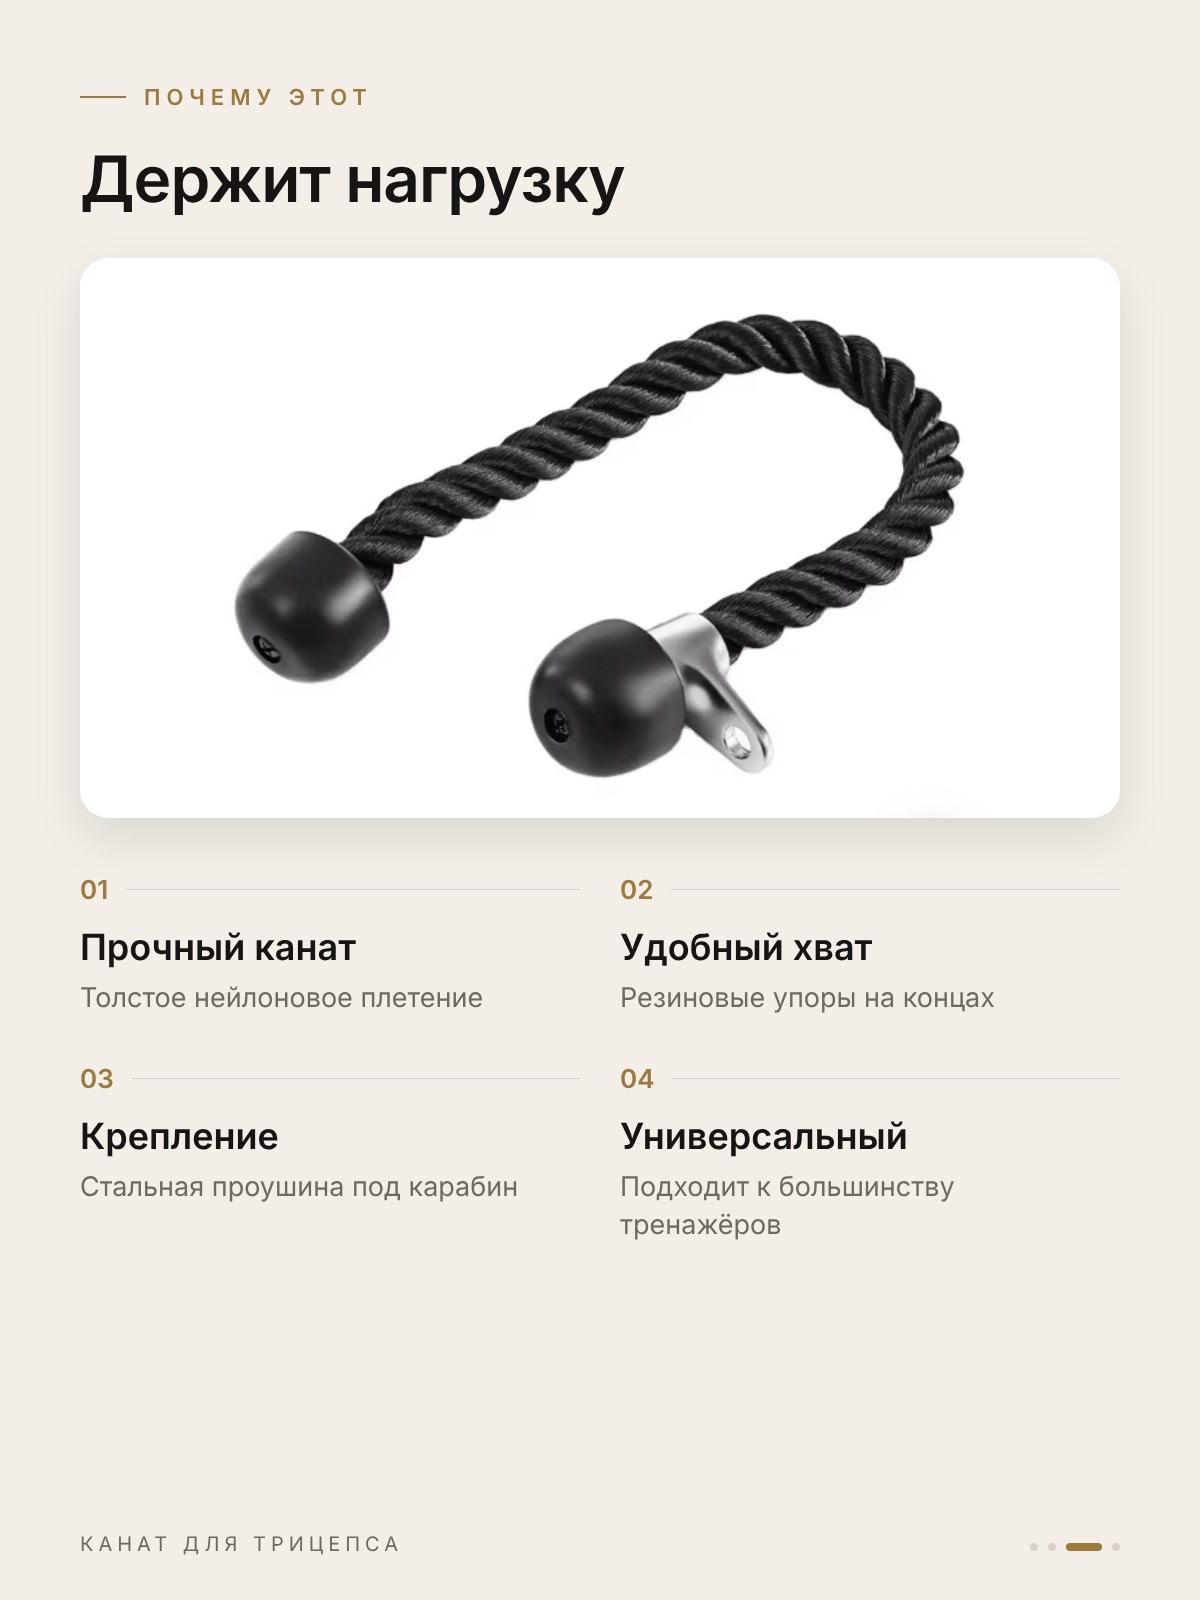 ПОЧЕМУ ЭТОТ
Держит нагрузку
01
Прочный канат
Толстое нейлоновое плетение
02
Удобный хват
Резиновые упоры на концах
03
Крепление
Стальная проушина под карабин
04
Универсальный
Подходит к большинству
тренажёров
КАНАТ ДЛЯ ТРИЦЕПСА